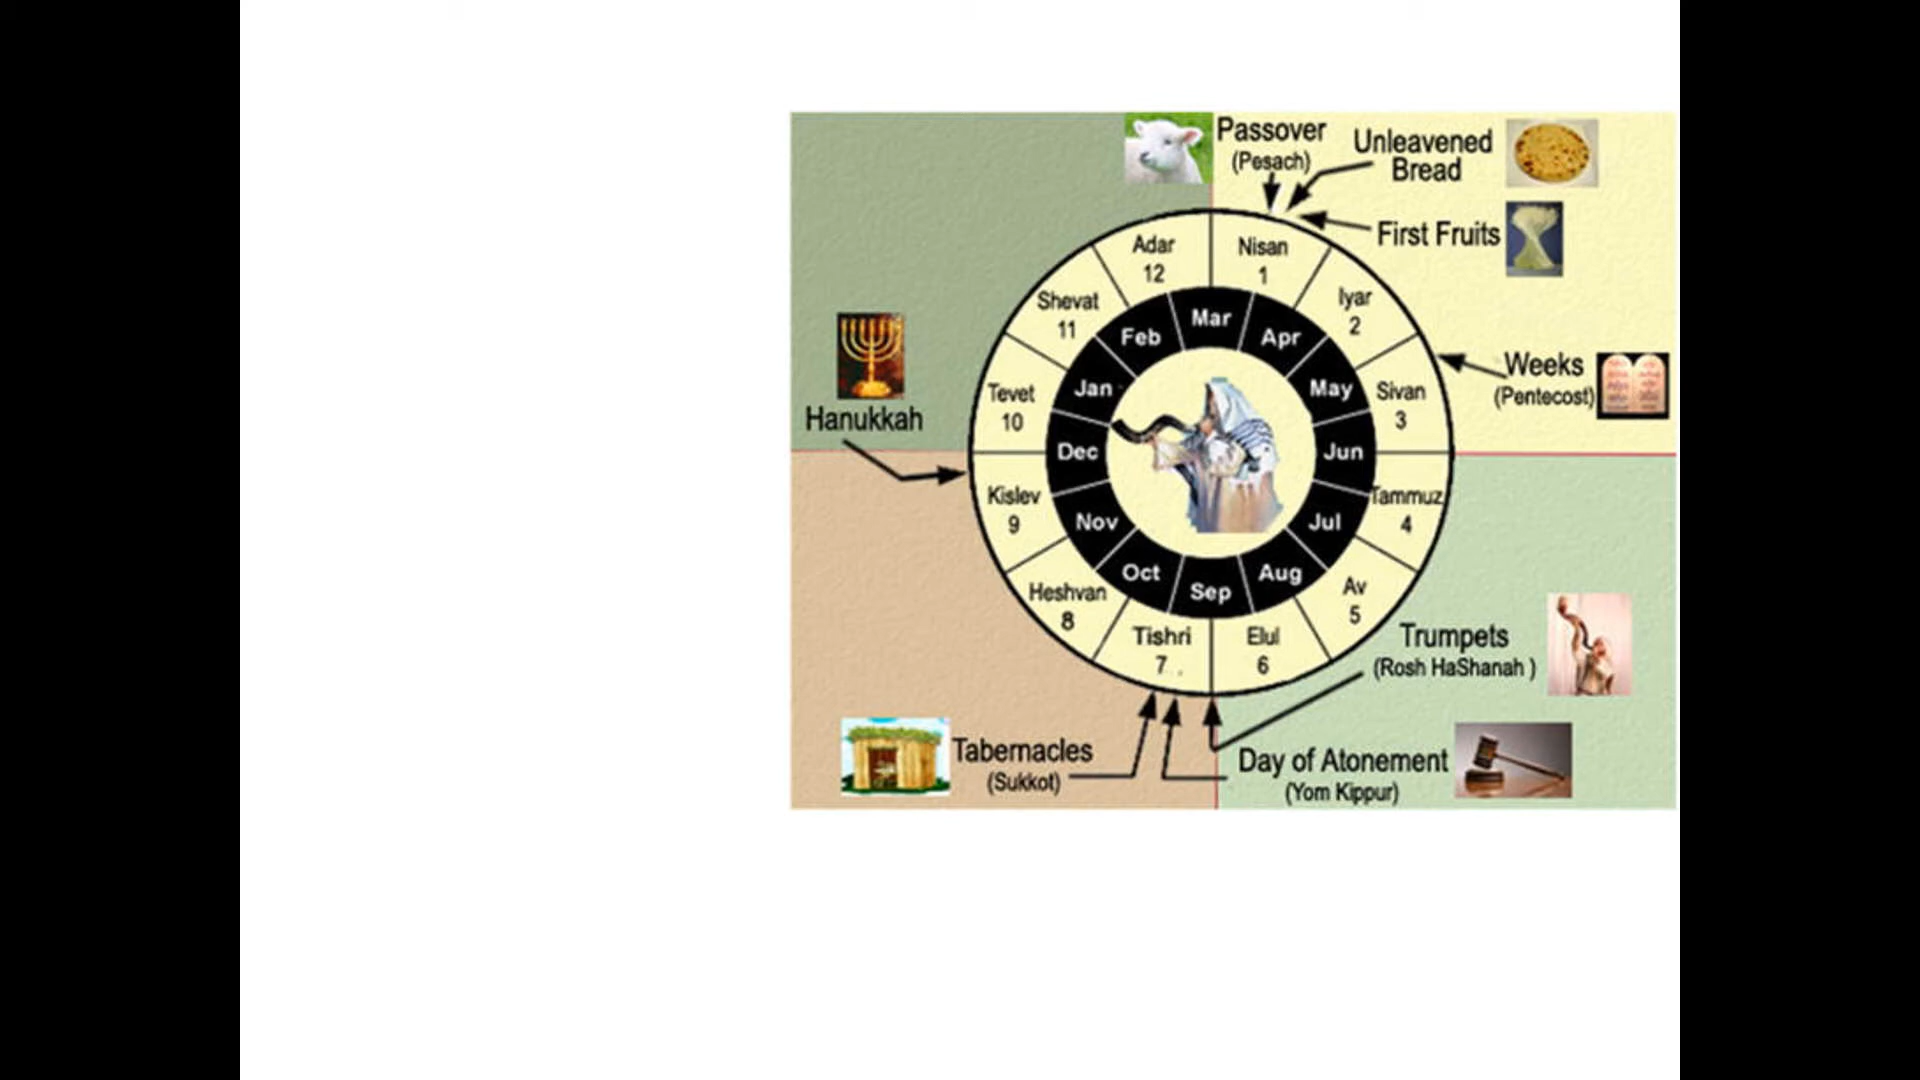 Passover
(Pesach)
Unleavened
Bread
First Fruits
Weeks
(Pentecost)
Trumpets
(Rosh HaShanah )
Day of Atonement
(Yom Kippur)
Tabernacles
(Sukkot)
Hanukkah
Nisan
1
Iyar
2
Sivan
3
Tammuz
4
Av
5
Elul
6
Tishri
7
Heshvan
8
Kislev
9
Tevet
10
Shevat
11
Adar
12
Mar
Apr
May
Jun
Jul
Aug
Sep
Oct
Nov
Dec
Jan
Feb